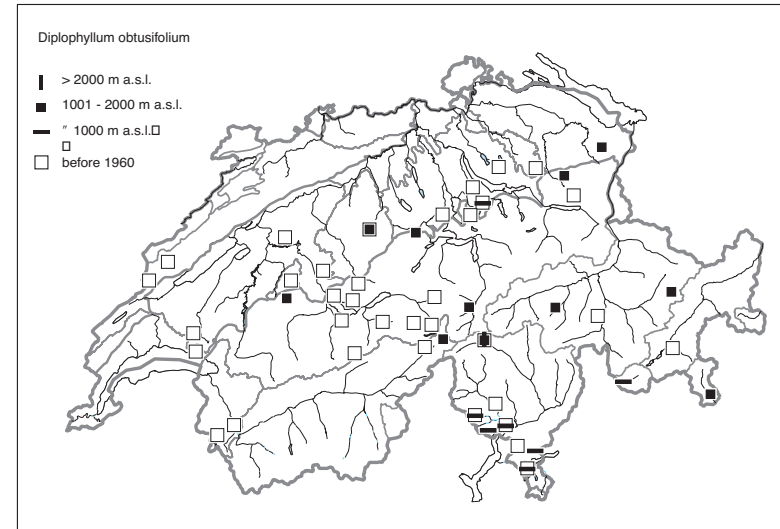 Diplophyllum obtusifolium
> 2000 m a.s.l.
1001 - 2000 m a.s.l.
″ 1000 m a.s.l.□
□
before 1960